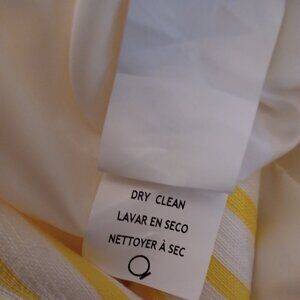 DRY CLEAN
LAVAR EN SECO
NETTOYER À SEC